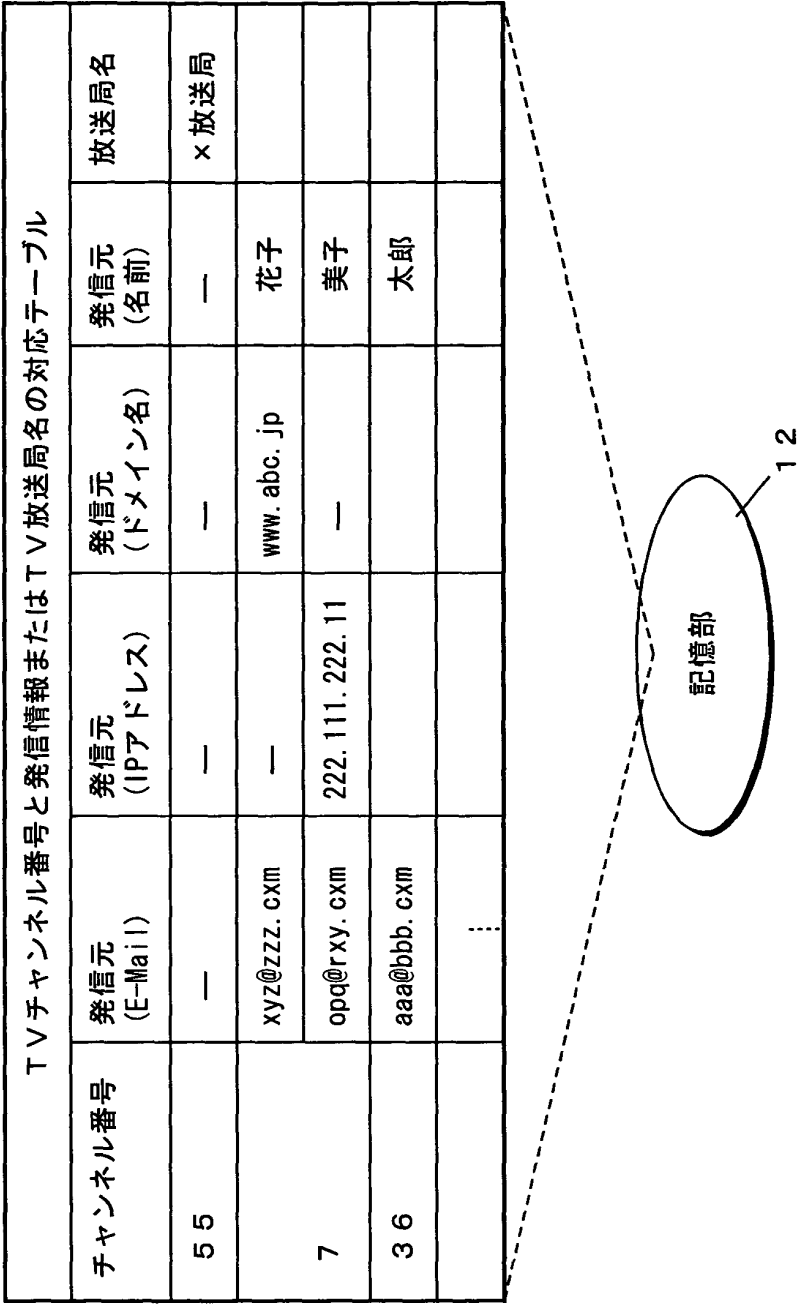 TVチャンネル番号と発信情報またはTV放送局名の対応テーブル
チャンネル番号 発信元 (E-Mail) 発信元 (IPアドレス) 発信元 (ドメイン名) 発信元 (名前) 放送局名
55 — — — — ×放送局
xyz@zzz.cxm — www.abc.jp 花子
7 opq@rxy.cxm 222.111.222.11 — 美子
36 aaa@bbb.cxm 太郎
記憶部
12